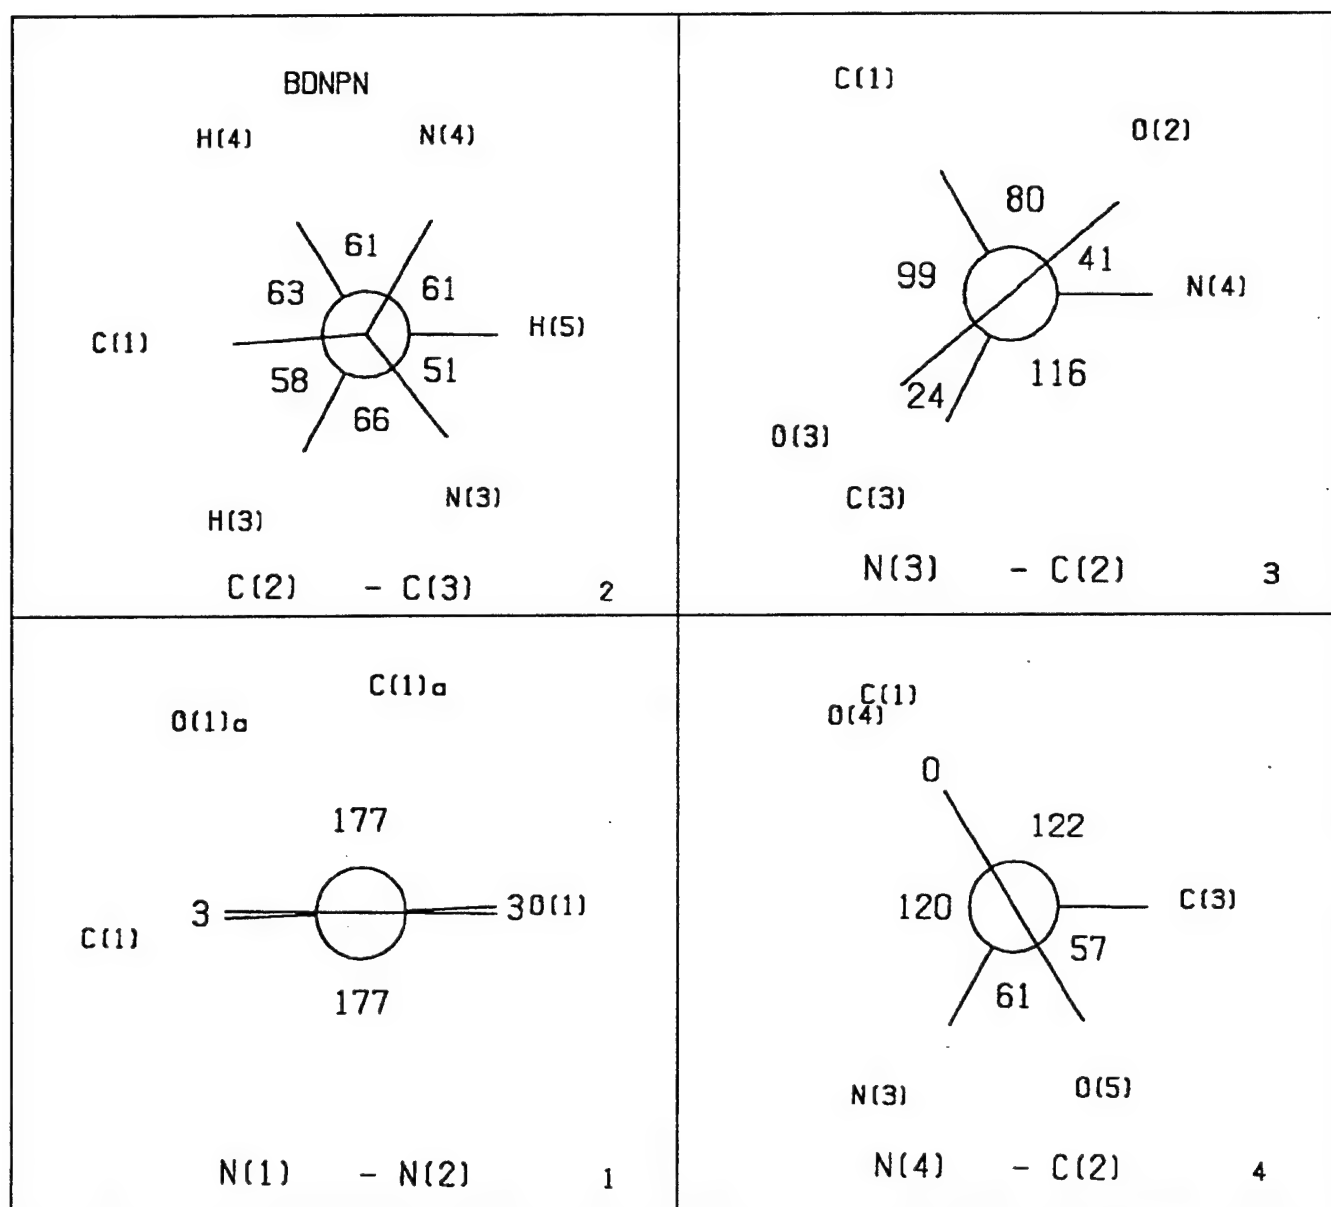 BDNPN
H(4) N(4)
61
63 61
C(1) H(5)
58 51
66
N(3)
H(3)
C(2) - C(3) 2
C(1)
O(2)
80
99 41
N(4)
116
24
O(3)
C(3)
N(3) - C(2) 3
C(1)a
O(1)a
177
3 3 O(1)
C(1)
177
N(1) - N(2) 1
C(1)
O(4)
0
122
120 C(3)
57
61
N(3) O(5)
N(4) - C(2) 4